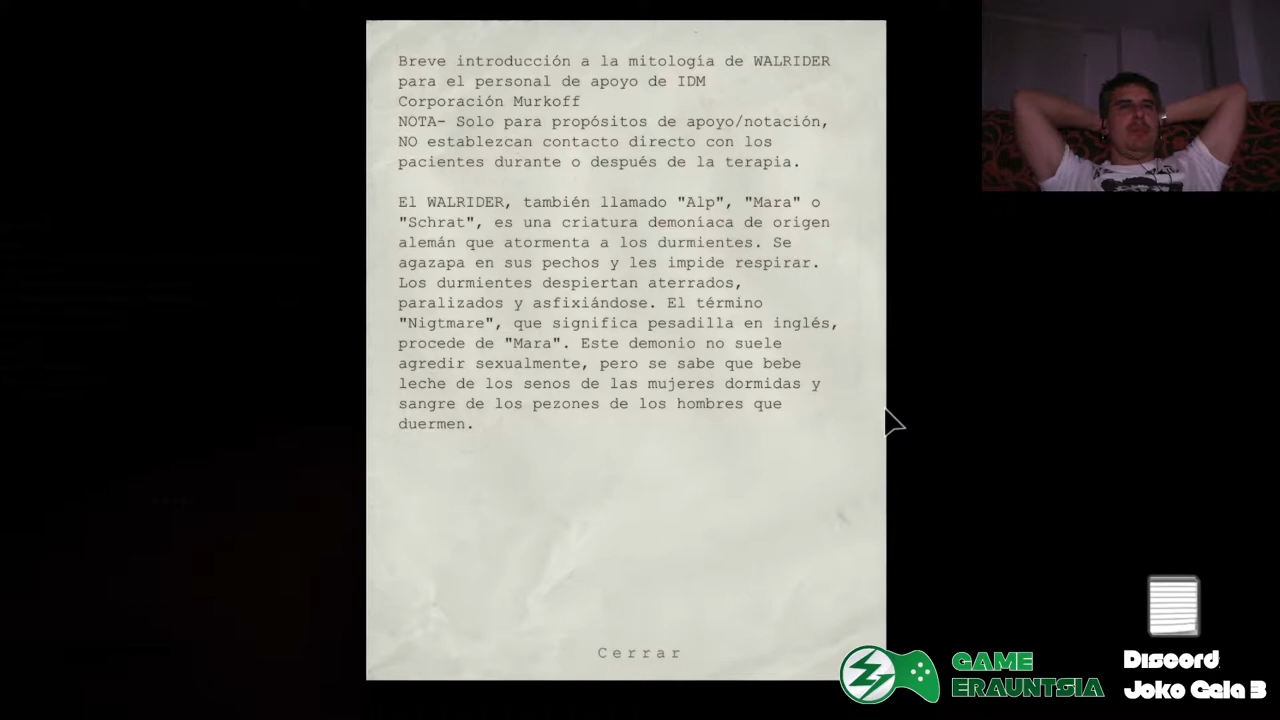 Breve introducción a la mitología de WALRIDER
para el personal de apoyo de IDM
Corporación Murkoff
NOTA- Solo para propósitos de apoyo/notación,
NO establezcan contacto directo con los
pacientes durante o después de la terapia.
El WALRIDER, también llamado "Alp", "Mara" o
"Schrat", es una criatura demoníaca de origen
alemán que atormenta a los durmientes. Se
agazapa en sus pechos y les impide respirar.
Los durmientes despiertan aterrados,
paralizados y asfixiándose. El término
"Nigtmare", que significa pesadilla en inglés,
procede de "Mara". Este demonio no suele
agredir sexualmente, pero se sabe que bebe
leche de los senos de las mujeres dormidas y
sangre de los pezones de los hombres que
duermen.
Cerrar
GAME
ERAUNTSIA
Discord
Joko Gela 3